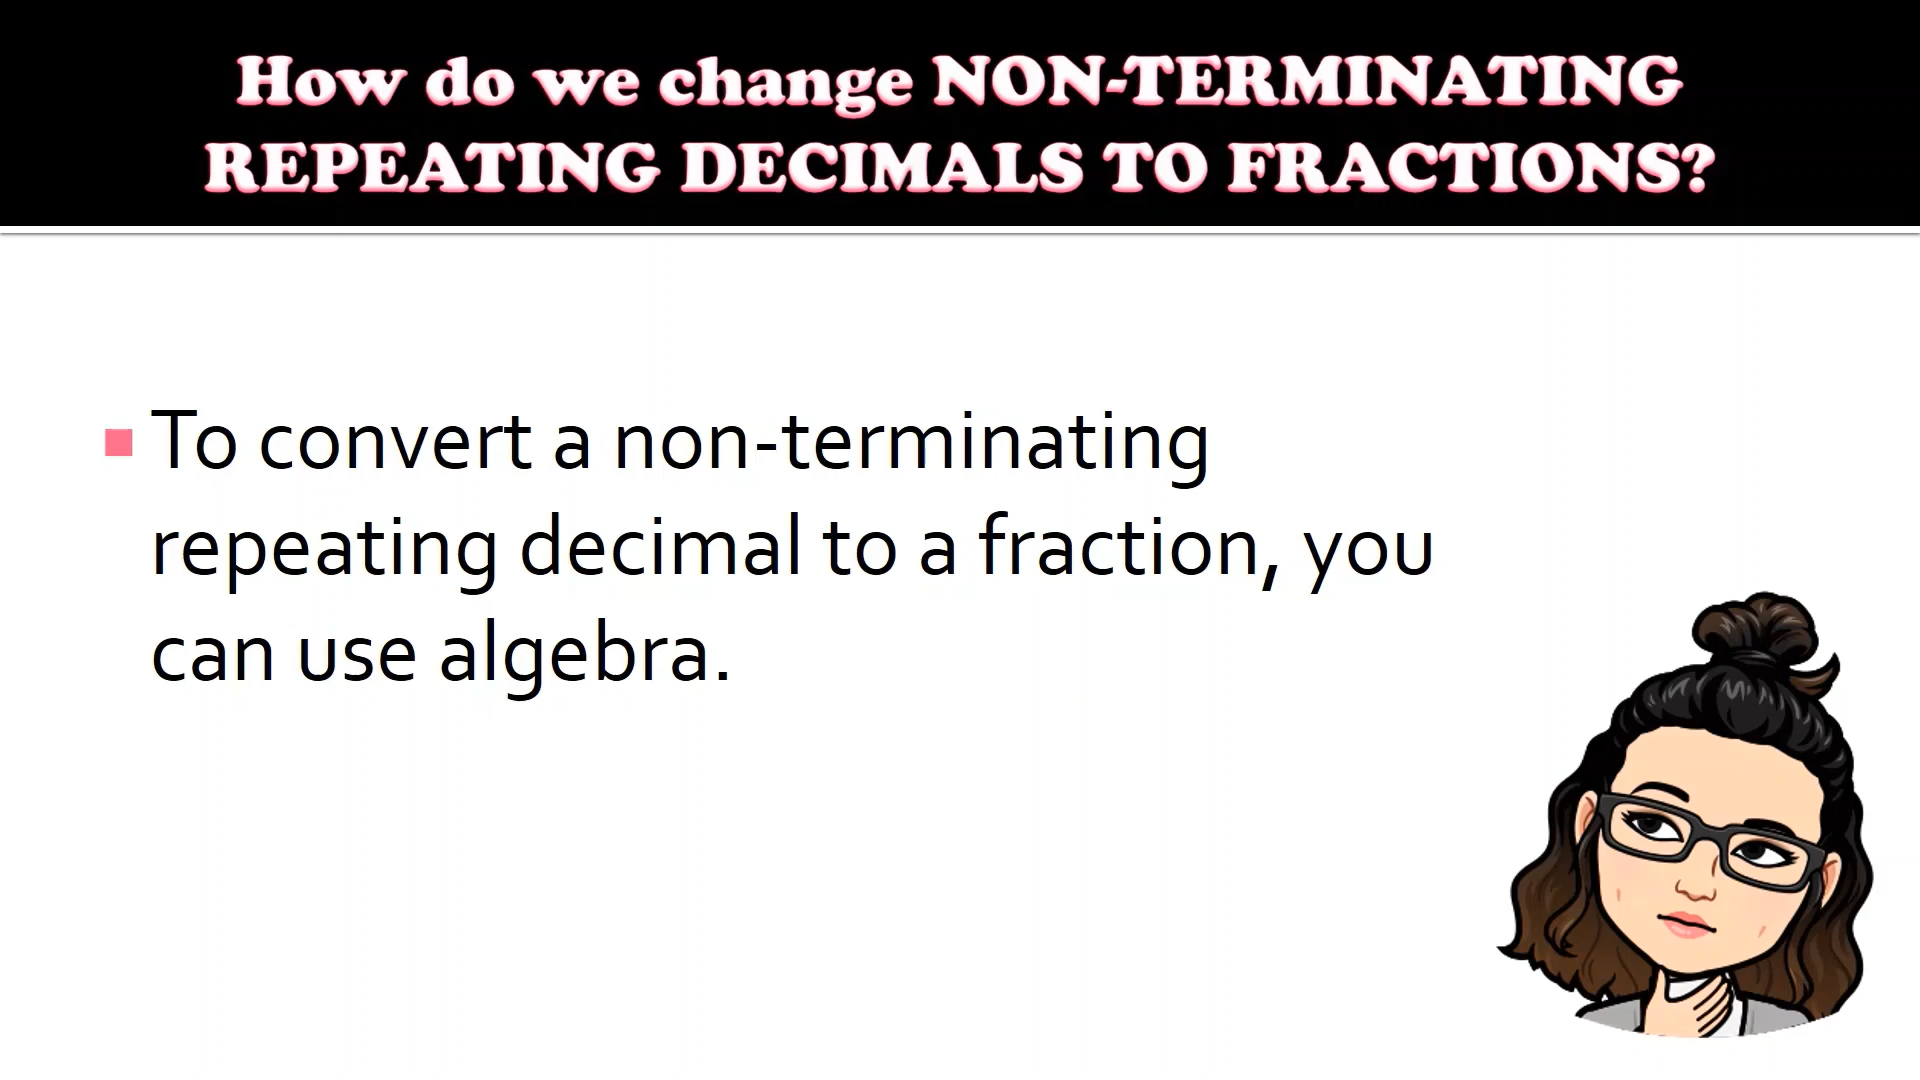 How do we change NON-TERMINATING
REPEATING DECIMALS TO FRACTIONS?
To convert a non-terminating
repeating decimal to a fraction, you
can use algebra.